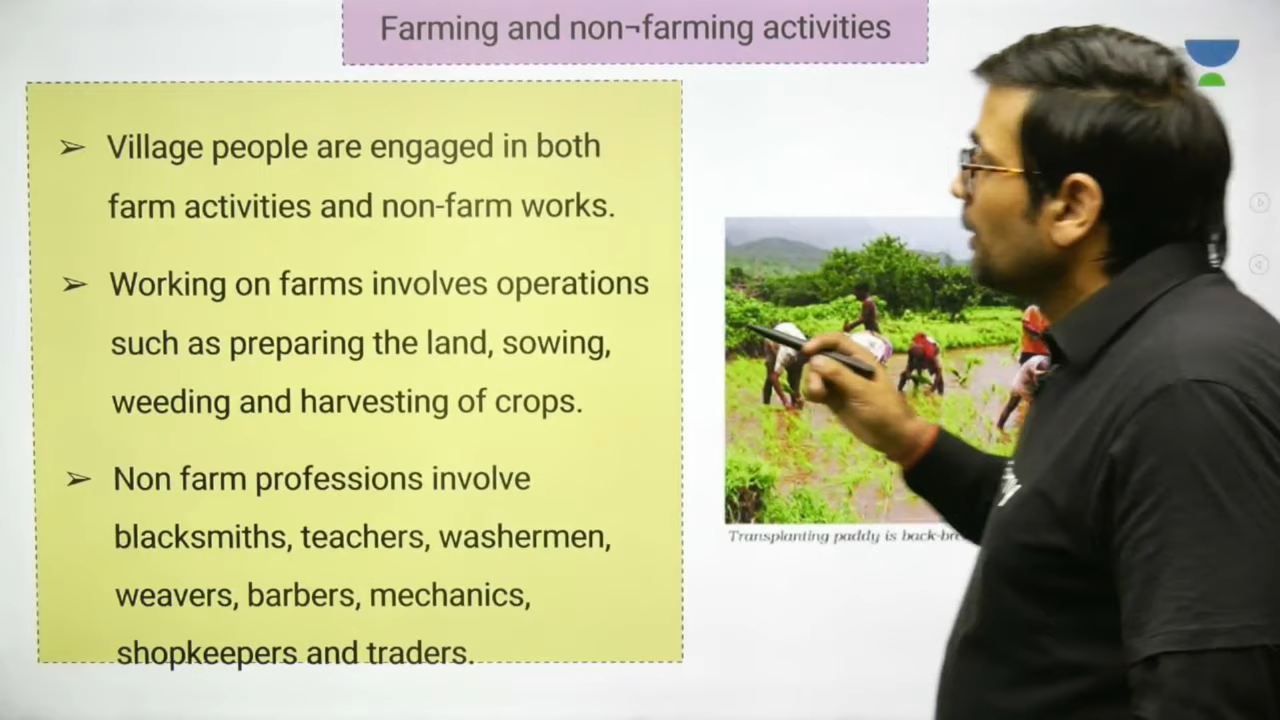 Farming and non¬farming activities
➢ Village people are engaged in both
farm activities and non-farm works.
➢ Working on farms involves operations
such as preparing the land, sowing,
weeding and harvesting of crops.
➢ Non farm professions involve
blacksmiths, teachers, washermen,
weavers, barbers, mechanics,
shopkeepers and traders.
Transplanting paddy is